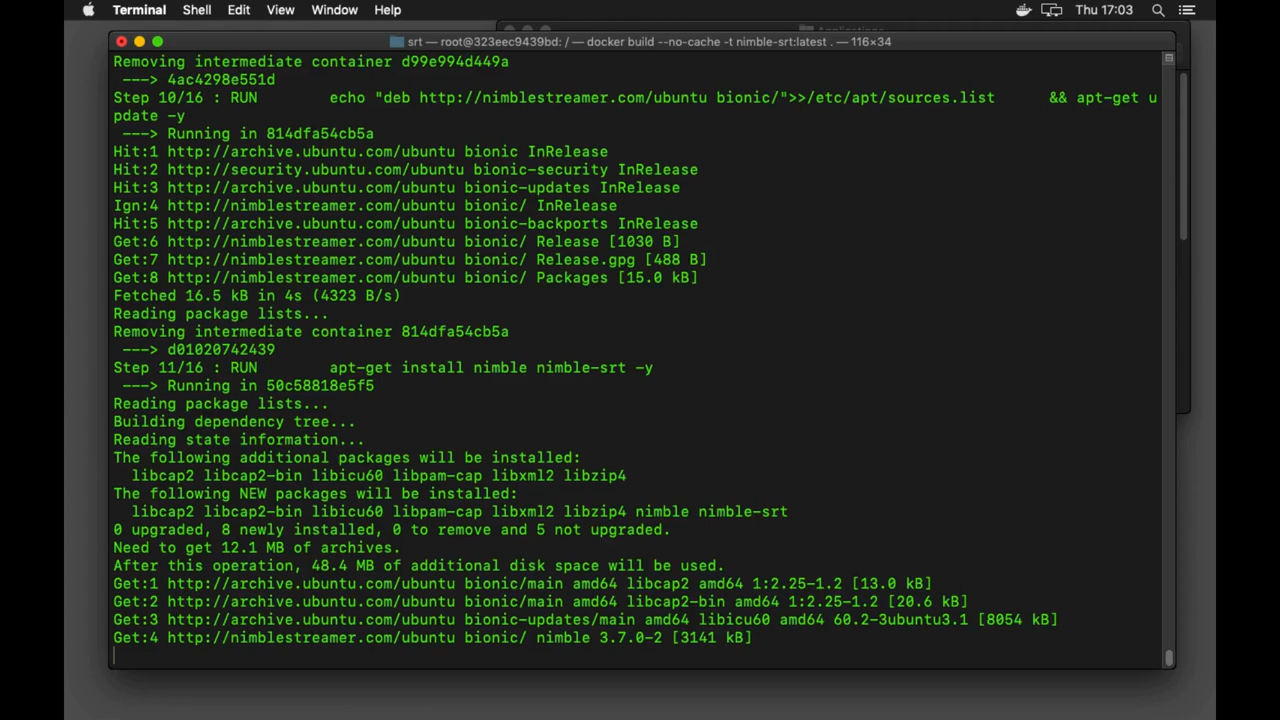 Terminal Shell Edit View Window Help Thu 17:03
srt — root@323eec9439bd: / — docker build --no-cache -t nimble-srt:latest . — 116×34
Removing intermediate container d99e994d449a
 ---> 4ac4298e551d
Step 10/16 : RUN        echo "deb http://nimblestreamer.com/ubuntu bionic/">>/etc/apt/sources.list      && apt-get u
pdate -y
 ---> Running in 814dfa54cb5a
Hit:1 http://archive.ubuntu.com/ubuntu bionic InRelease
Hit:2 http://security.ubuntu.com/ubuntu bionic-security InRelease
Hit:3 http://archive.ubuntu.com/ubuntu bionic-updates InRelease
Ign:4 http://nimblestreamer.com/ubuntu bionic/ InRelease
Hit:5 http://archive.ubuntu.com/ubuntu bionic-backports InRelease
Get:6 http://nimblestreamer.com/ubuntu bionic/ Release [1030 B]
Get:7 http://nimblestreamer.com/ubuntu bionic/ Release.gpg [488 B]
Get:8 http://nimblestreamer.com/ubuntu bionic/ Packages [15.0 kB]
Fetched 16.5 kB in 4s (4323 B/s)
Reading package lists...
Removing intermediate container 814dfa54cb5a
 ---> d01020742439
Step 11/16 : RUN        apt-get install nimble nimble-srt -y
 ---> Running in 50c58818e5f5
Reading package lists...
Building dependency tree...
Reading state information...
The following additional packages will be installed:
  libcap2 libcap2-bin libicu60 libpam-cap libxml2 libzip4
The following NEW packages will be installed:
  libcap2 libcap2-bin libicu60 libpam-cap libxml2 libzip4 nimble nimble-srt
0 upgraded, 8 newly installed, 0 to remove and 5 not upgraded.
Need to get 12.1 MB of archives.
After this operation, 48.4 MB of additional disk space will be used.
Get:1 http://archive.ubuntu.com/ubuntu bionic/main amd64 libcap2 amd64 1:2.25-1.2 [13.0 kB]
Get:2 http://archive.ubuntu.com/ubuntu bionic/main amd64 libcap2-bin amd64 1:2.25-1.2 [20.6 kB]
Get:3 http://archive.ubuntu.com/ubuntu bionic-updates/main amd64 libicu60 amd64 60.2-3ubuntu3.1 [8054 kB]
Get:4 http://nimblestreamer.com/ubuntu bionic/ nimble 3.7.0-2 [3141 kB]